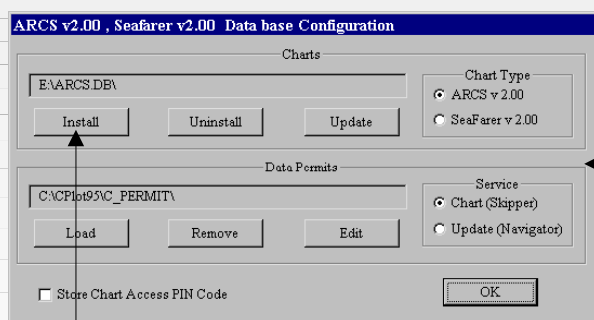 ARCS v2.00 , Seafarer v2.00 Data base Configuration
Charts
E:\ARCS.DB\
Install Uninstall Update
Chart Type
ARCS v 2.00
SeaFarer v 2.00
Data Permits
C:\CPlot95\C_PERMIT\
Load Remove Edit
Service
Chart (Skipper)
Update (Navigator)
Store Chart Access PIN Code
OK